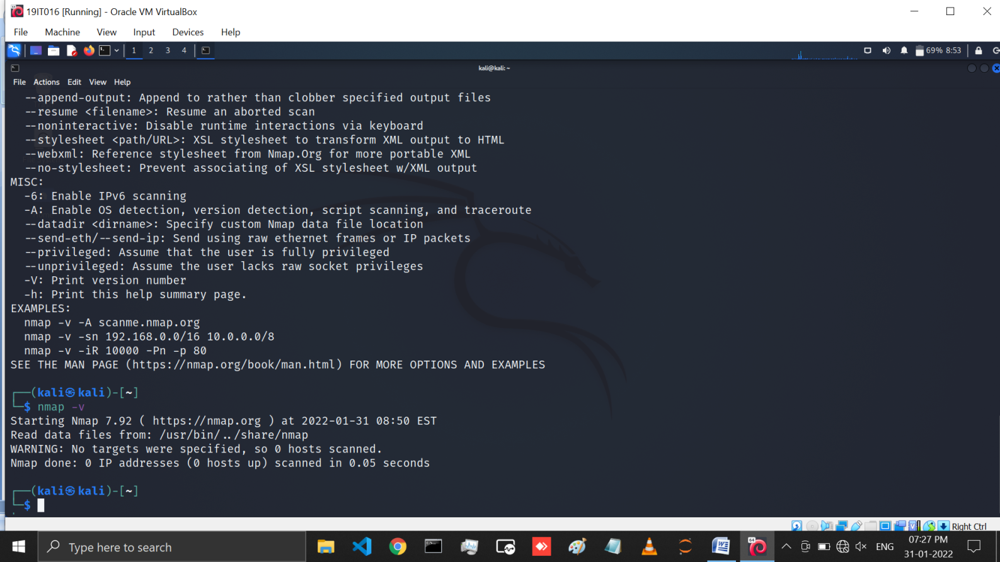 19IT016 [Running] - Oracle VM VirtualBox
File Machine View Input Devices Help
1 2 3 4 69% 8:53
kali@kali: ~
File Actions Edit View Help
--append-output: Append to rather than clobber specified output files
--resume <filename>: Resume an aborted scan
--noninteractive: Disable runtime interactions via keyboard
--stylesheet <path/URL>: XSL stylesheet to transform XML output to HTML
--webxml: Reference stylesheet from Nmap.Org for more portable XML
--no-stylesheet: Prevent associating of XSL stylesheet w/XML output
MISC:
-6: Enable IPv6 scanning
-A: Enable OS detection, version detection, script scanning, and traceroute
--datadir <dirname>: Specify custom Nmap data file location
--send-eth/--send-ip: Send using raw ethernet frames or IP packets
--privileged: Assume that the user is fully privileged
--unprivileged: Assume the user lacks raw socket privileges
-V: Print version number
-h: Print this help summary page.
EXAMPLES:
nmap -v -A scanme.nmap.org
nmap -v -sn 192.168.0.0/16 10.0.0.0/8
nmap -v -iR 10000 -Pn -p 80
SEE THE MAN PAGE (https://nmap.org/book/man.html) FOR MORE OPTIONS AND EXAMPLES
┌──(kali㉿kali)-[~]
└─$ nmap -v
Starting Nmap 7.92 ( https://nmap.org ) at 2022-01-31 08:50 EST
Read data files from: /usr/bin/../share/nmap
WARNING: No targets were specified, so 0 hosts scanned.
Nmap done: 0 IP addresses (0 hosts up) scanned in 0.05 seconds
┌──(kali㉿kali)-[~]
└─$
Right Ctrl
Type here to search
ENG
07:27 PM
31-01-2022